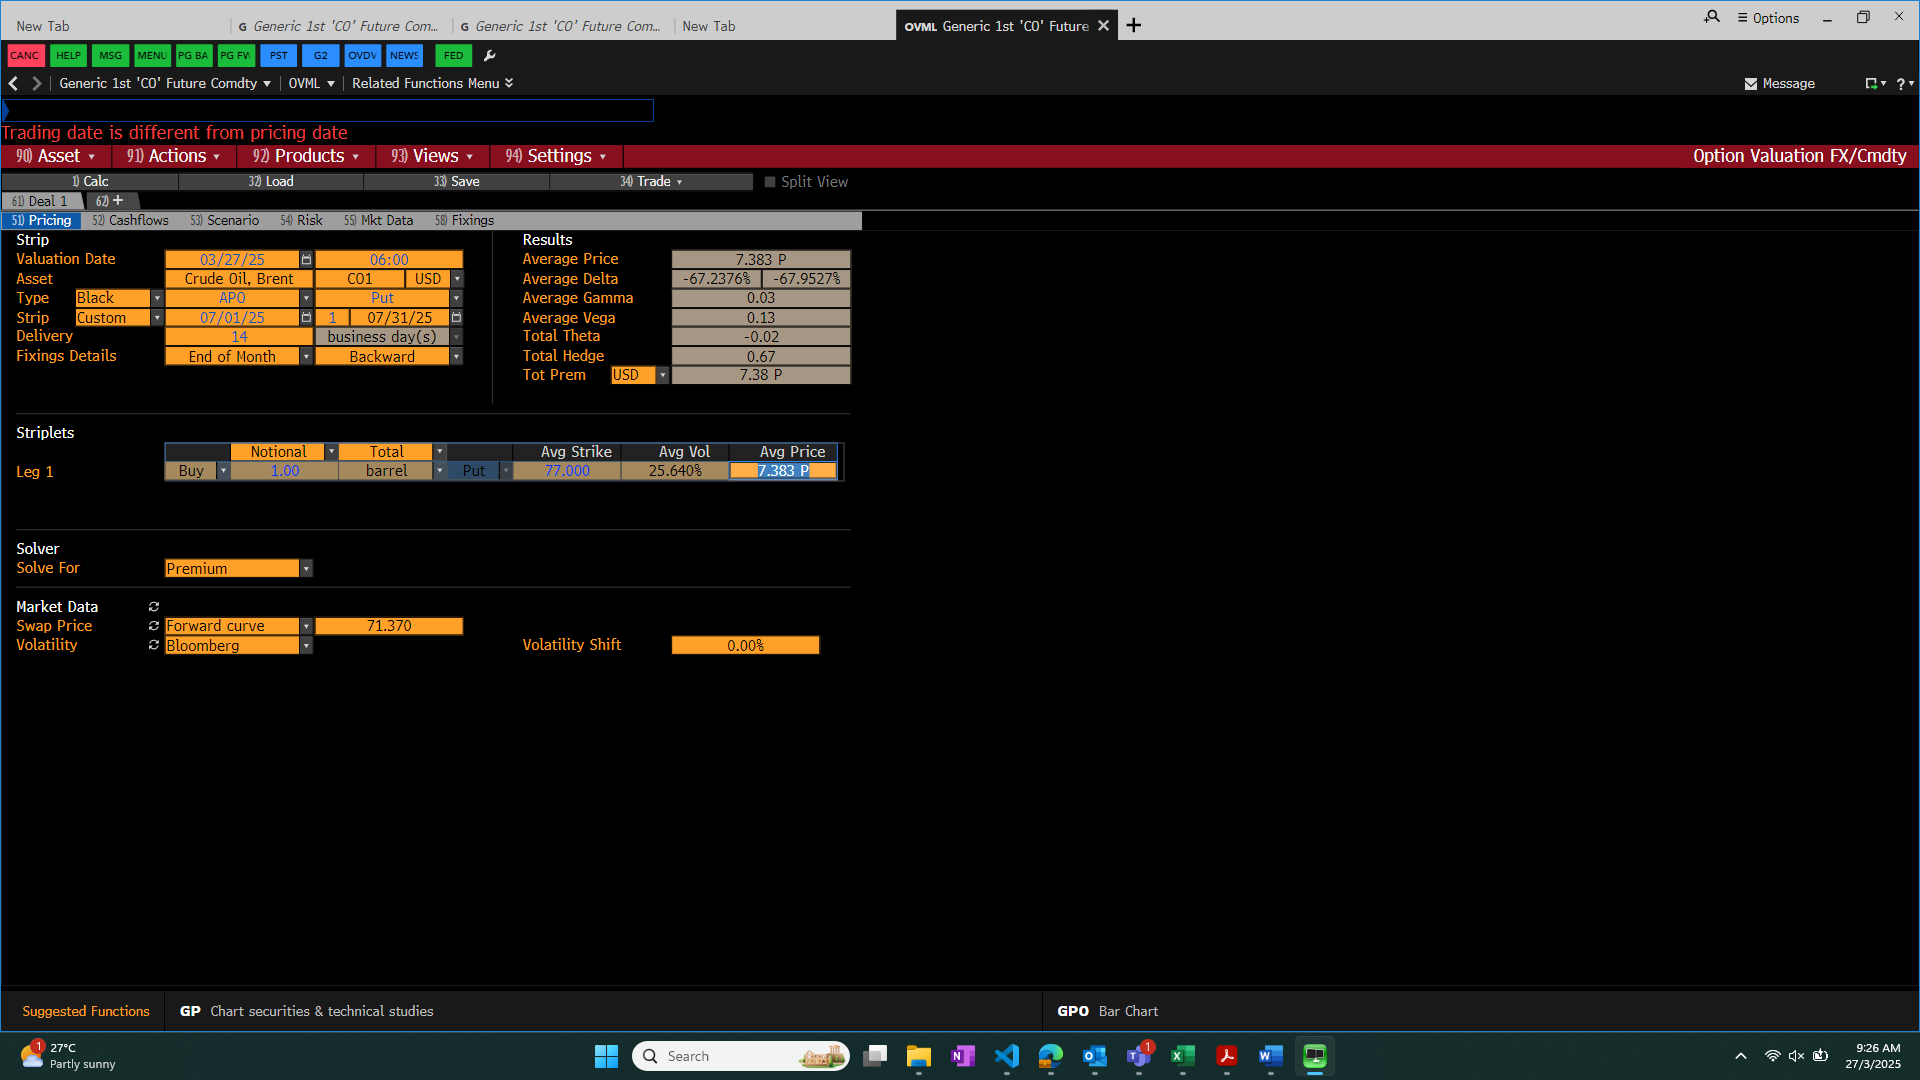 New Tab
G Generic 1st 'CO' Future Com...
G Generic 1st 'CO' Future Com...
New Tab
OVML Generic 1st 'CO' Future
Options
CANC HELP MSG MENU PG BA PG FW PST G2 OVDV NEWS FED
Generic 1st 'CO' Future Comdty OVML Related Functions Menu
Message
Trading date is different from pricing date
90) Asset 91) Actions 92) Products 93) Views 94) Settings Option Valuation FX/Cmdty
1) Calc 32) Load 33) Save 34) Trade Split View
61) Deal 1 62) +
51) Pricing 52) Cashflows 53) Scenario 54) Risk 55) Mkt Data 58) Fixings
Strip
Valuation Date 03/27/25 06:00
Asset Crude Oil, Brent CO1 USD
Type Black APO Put
Strip Custom 07/01/25 1 07/31/25
Delivery 14 business day(s)
Fixings Details End of Month Backward
Results
Average Price 7.383 P
Average Delta -67.2376% -67.9527%
Average Gamma 0.03
Average Vega 0.13
Total Theta -0.02
Total Hedge 0.67
Tot Prem USD 7.38 P
Striplets
Notional Total Avg Strike Avg Vol Avg Price
Leg 1 Buy 1.00 barrel Put 77.000 25.640% 7.383 P
Solver
Solve For Premium
Market Data
Swap Price Forward curve 71.370
Volatility Bloomberg Volatility Shift 0.00%
Suggested Functions GP Chart securities & technical studies GPO Bar Chart
1
27°C
Partly sunny
Search
1
9:26 AM
27/3/2025